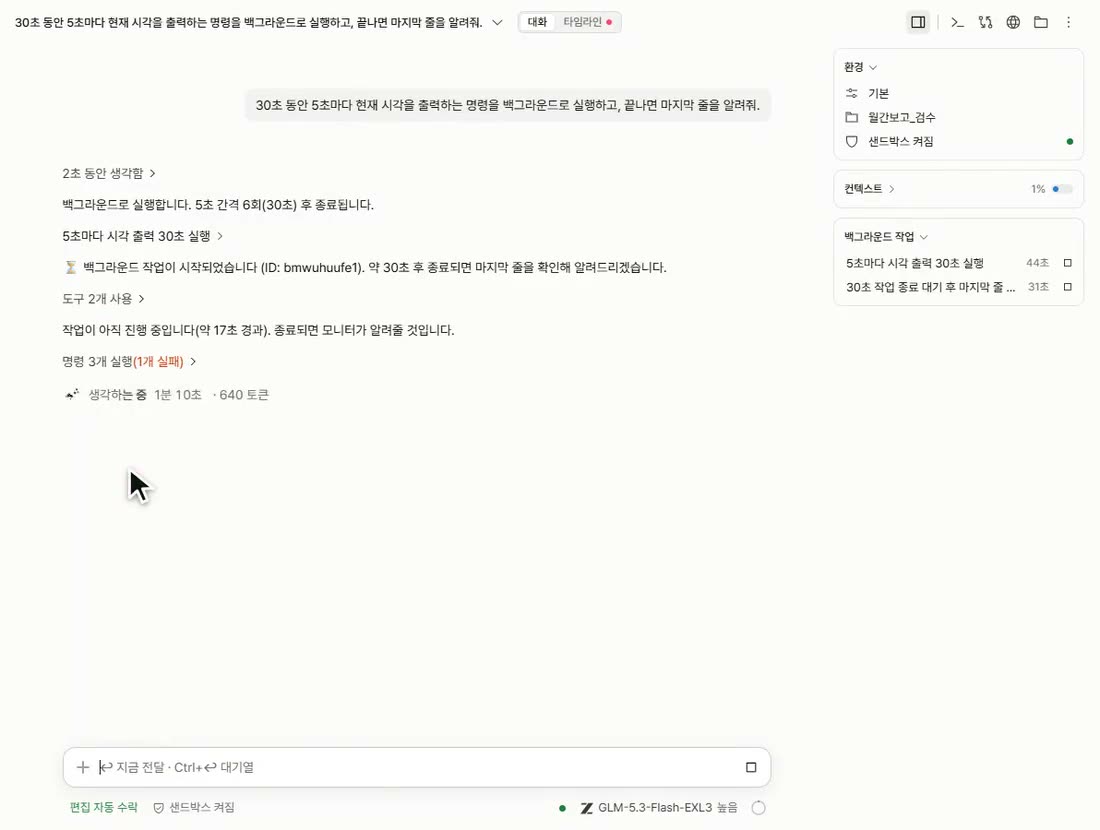 30초 동안 5초마다 현재 시각을 출력하는 명령을 백그라운드로 실행하고, 끝나면 마지막 줄을 알려줘.
대화 타임라인
30초 동안 5초마다 현재 시각을 출력하는 명령을 백그라운드로 실행하고, 끝나면 마지막 줄을 알려줘.
2초 동안 생각함
백그라운드로 실행합니다. 5초 간격 6회(30초) 후 종료됩니다.
5초마다 시각 출력 30초 실행
백그라운드 작업이 시작되었습니다 (ID: bmwuhuufe1). 약 30초 후 종료되면 마지막 줄을 확인해 알려드리겠습니다.
도구 2개 사용
작업이 아직 진행 중입니다(약 17초 경과). 종료되면 모니터가 알려줄 것입니다.
명령 3개 실행(1개 실패)
생각하는 중 1분 10초 · 640 토큰
환경
기본
월간보고_검수
샌드박스 켜짐
컨텍스트 1%
백그라운드 작업
5초마다 시각 출력 30초 실행 44초
30초 작업 종료 대기 후 마지막 줄 ... 31초
↩ 지금 전달 · Ctrl+↩ 대기열
편집 자동 수락 샌드박스 켜짐 GLM-5.3-Flash-EXL3 높음